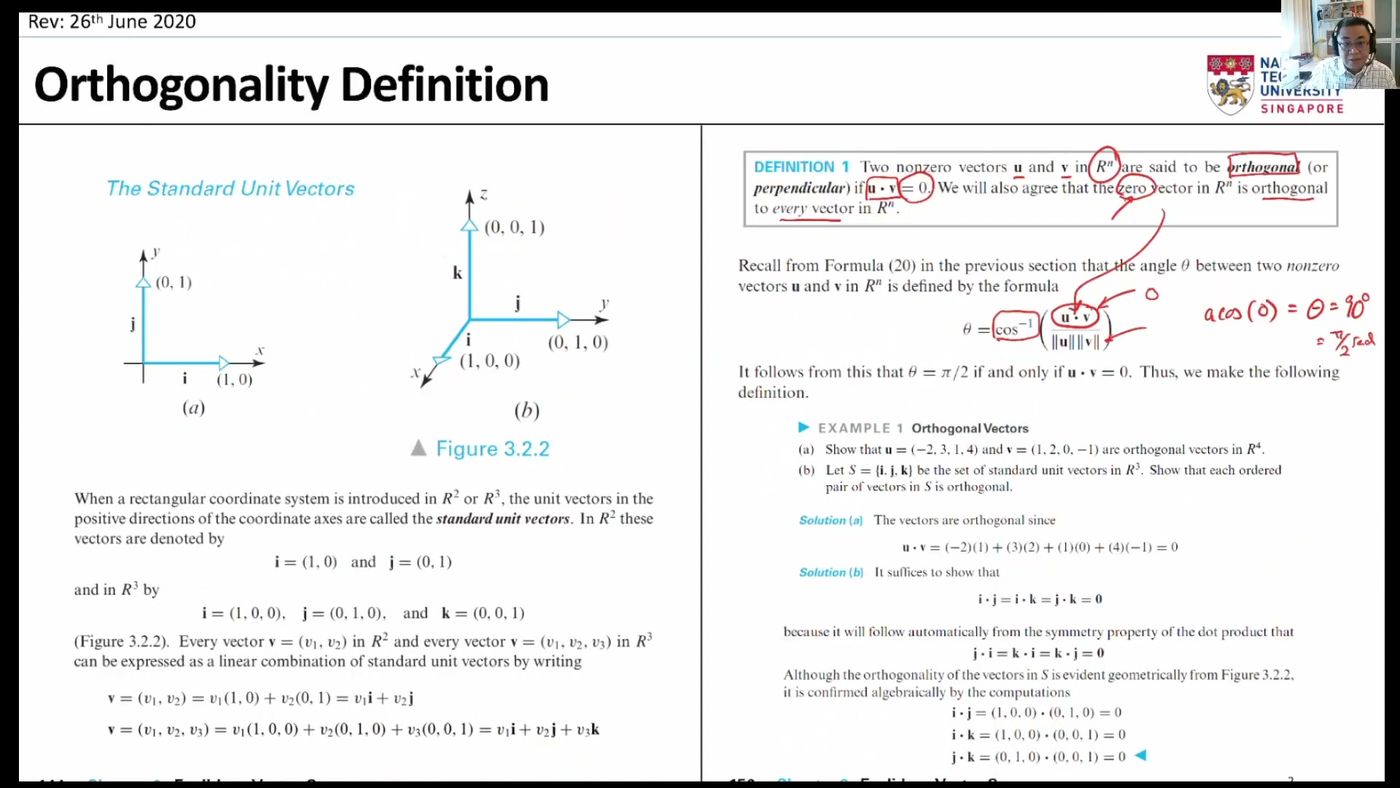 Rev: 26th June 2020
Orthogonality Definition
UNIVERSITY
SINGAPORE
The Standard Unit Vectors
y
(0, 1)
j
x
i
(1, 0)
(a)
z
(0, 0, 1)
k
j
y
i
(0, 1, 0)
(1, 0, 0)
x
(b)
▲ Figure 3.2.2
When a rectangular coordinate system is introduced in R² or R³, the unit vectors in the
positive directions of the coordinate axes are called the standard unit vectors. In R² these
vectors are denoted by
i = (1, 0) and j = (0, 1)
and in R³ by
i = (1, 0, 0), j = (0, 1, 0), and k = (0, 0, 1)
(Figure 3.2.2). Every vector v = (v₁, v₂) in R² and every vector v = (v₁, v₂, v₃) in R³
can be expressed as a linear combination of standard unit vectors by writing
v = (v₁, v₂) = v₁(1, 0) + v₂(0, 1) = v₁i + v₂j
v = (v₁, v₂, v₃) = v₁(1, 0, 0) + v₂(0, 1, 0) + v₃(0, 0, 1) = v₁i + v₂j + v₃k
DEFINITION 1 Two nonzero vectors u and v in Rⁿ are said to be orthogonal (or
perpendicular) if u · v = 0. We will also agree that the zero vector in Rⁿ is orthogonal
to every vector in Rⁿ.
Recall from Formula (20) in the previous section that the angle θ between two nonzero
vectors u and v in Rⁿ is defined by the formula
θ = cos⁻¹ (u · v / ‖u‖‖v‖)
0
acos(0) = θ = 90°
= π/2 rad
It follows from this that θ = π/2 if and only if u · v = 0. Thus, we make the following
definition.
▶ EXAMPLE 1 Orthogonal Vectors
(a) Show that u = (−2, 3, 1, 4) and v = (1, 2, 0, −1) are orthogonal vectors in R⁴.
(b) Let S = {i, j, k} be the set of standard unit vectors in R³. Show that each ordered
pair of vectors in S is orthogonal.
Solution (a) The vectors are orthogonal since
u · v = (−2)(1) + (3)(2) + (1)(0) + (4)(−1) = 0
Solution (b) It suffices to show that
i · j = i · k = j · k = 0
because it will follow automatically from the symmetry property of the dot product that
j · i = k · i = k · j = 0
Although the orthogonality of the vectors in S is evident geometrically from Figure 3.2.2,
it is confirmed algebraically by the computations
i · j = (1, 0, 0) · (0, 1, 0) = 0
i · k = (1, 0, 0) · (0, 0, 1) = 0
j · k = (0, 1, 0) · (0, 0, 1) = 0 ◀